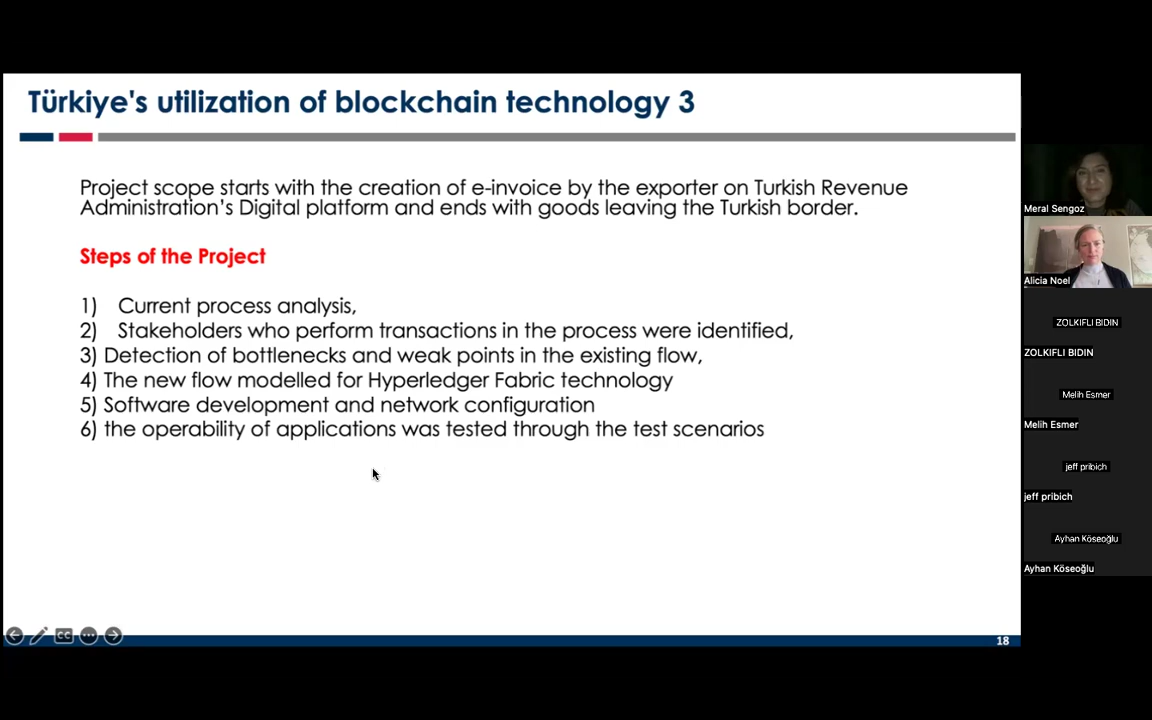 Türkiye's utilization of blockchain technology 3
Project scope starts with the creation of e-invoice by the exporter on Turkish Revenue
Administration's Digital platform and ends with goods leaving the Turkish border.
Steps of the Project
1) Current process analysis,
2) Stakeholders who perform transactions in the process were identified,
3) Detection of bottlenecks and weak points in the existing flow,
4) The new flow modelled for Hyperledger Fabric technology
5) Software development and network configuration
6) the operability of applications was tested through the test scenarios
CC
18
Meral Sengoz
Alicia Noel
ZOLKIFLI BIDIN
ZOLKIFLI BIDIN
Melih Esmer
Melih Esmer
jeff pribich
jeff pribich
Ayhan Köseoğlu
Ayhan Köseoğlu